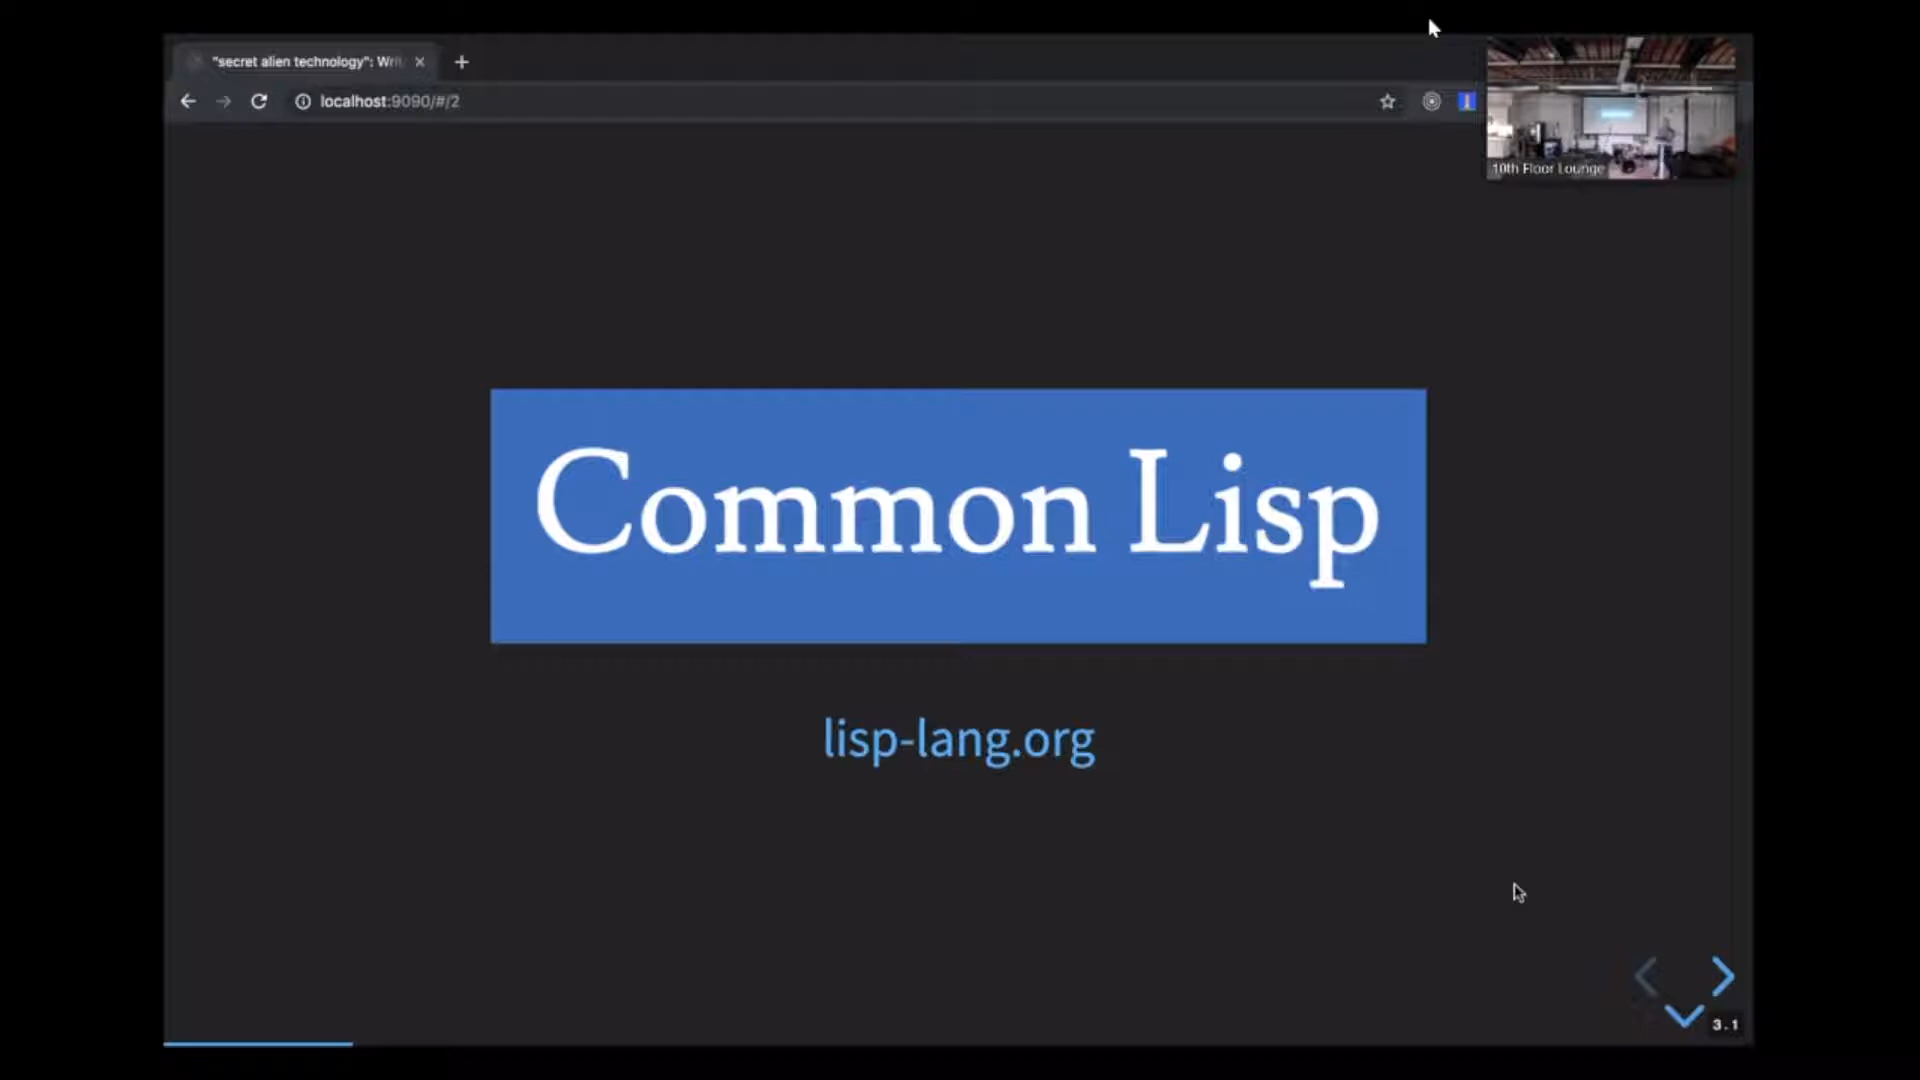 "secret alien technology": Wri
localhost:9090/#/2
10th Floor Lounge
Common Lisp
lisp-lang.org
3.1